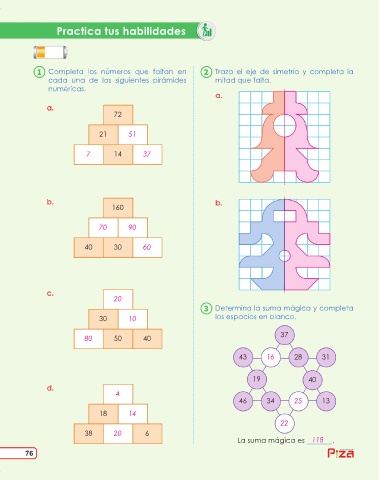 Practica tus habilidades
1 Completa los números que faltan en
cada una de las siguientes pirámides
numéricas.
a.
72
21 51
7 14 37
b.
160
70 90
40 30 60
c.
20
30 10
80 50 40
d.
4
18 14
38 20 6
2 Traza el eje de simetría y completa la
mitad que falta.
a.
b.
3 Determina la suma mágica y completa
los espacios en blanco.
37
43 16 28 31
19 40
46 34 25 13
22
La suma mágica es 118.
76
P:za